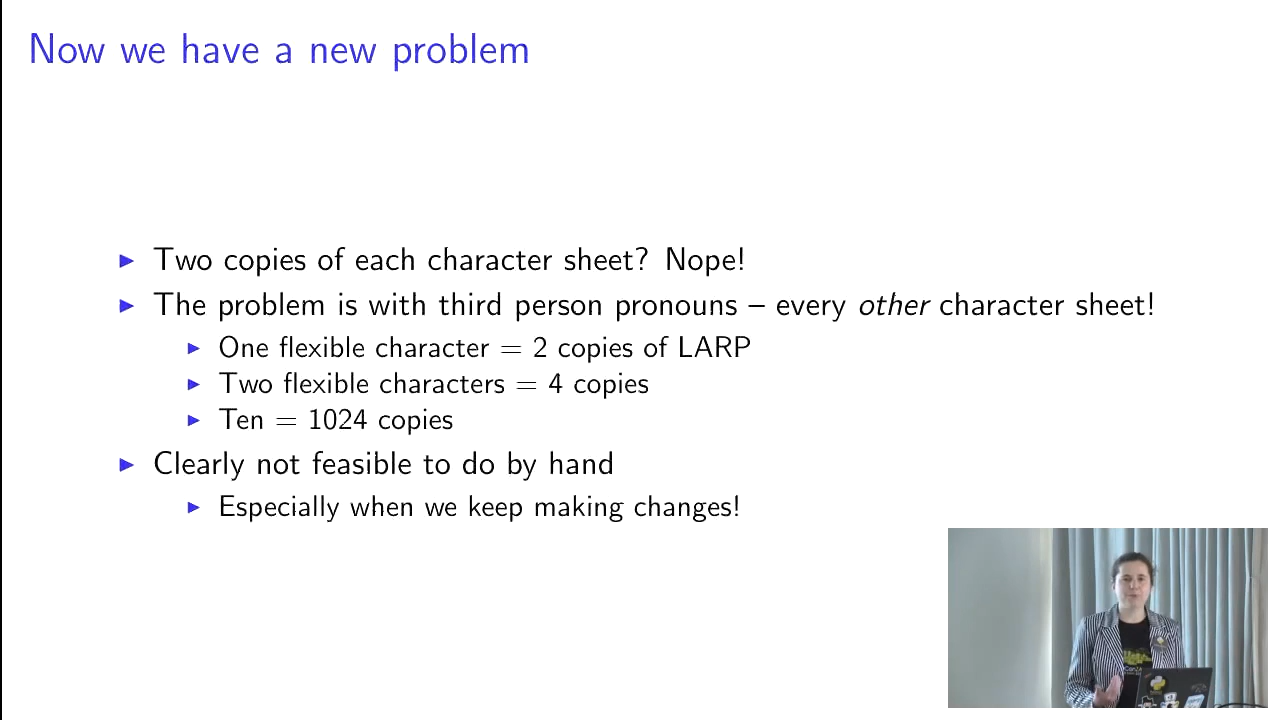 Now we have a new problem
Two copies of each character sheet? Nope!
The problem is with third person pronouns – every other character sheet!
One flexible character = 2 copies of LARP
Two flexible characters = 4 copies
Ten = 1024 copies
Clearly not feasible to do by hand
Especially when we keep making changes!